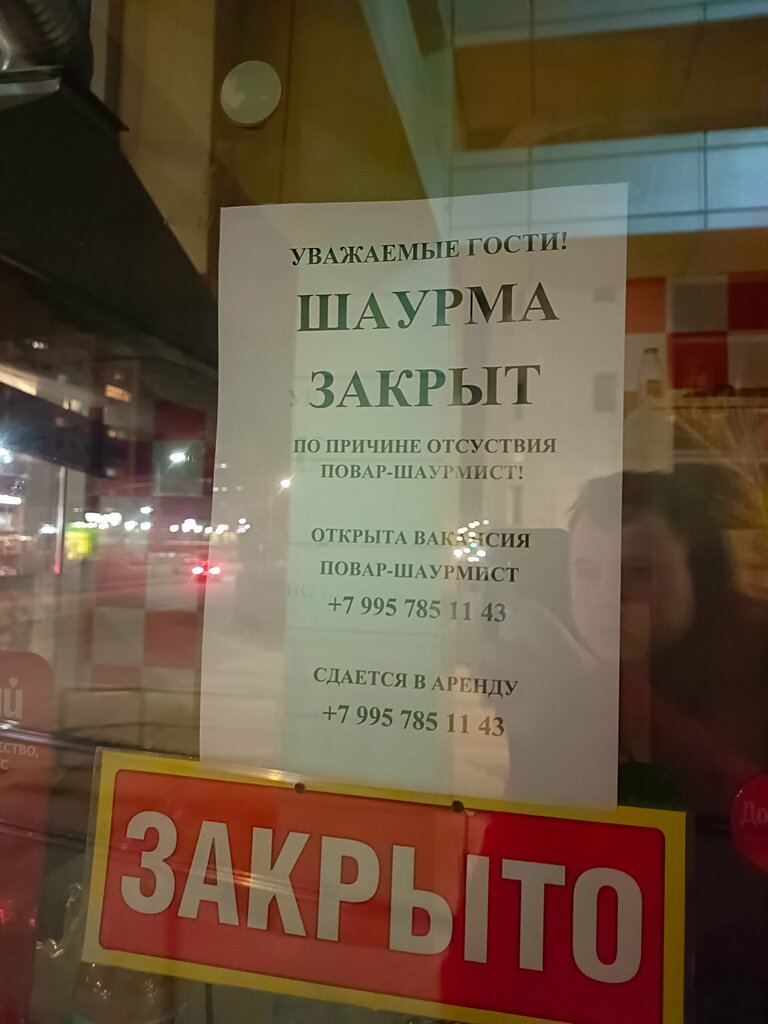 УВАЖАЕМЫЕ ГОСТИ!
ШАУРМА
ЗАКРЫТ
ПО ПРИЧИНЕ ОТСУСТВИЯ
ПОВАР-ШАУРМИСТ!
ОТКРЫТА ВАКАНСИЯ
ПОВАР-ШАУРМИСТ
+7 995 785 11 43
СДАЕТСЯ В АРЕНДУ
+7 995 785 11 43
ЗАКРЫТО